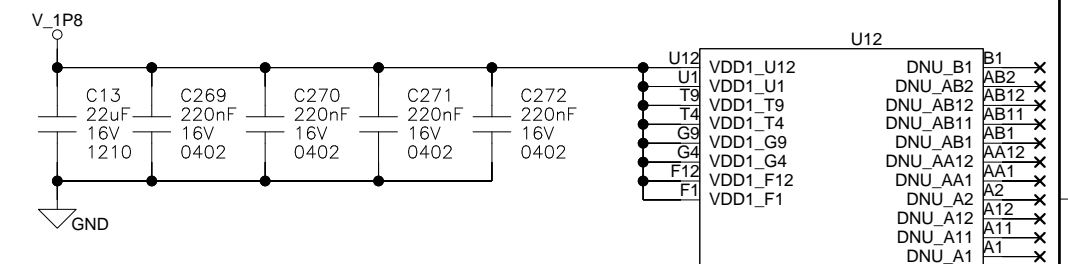 V_1P8
C13
22uF
16V
1210
C269
220nF
16V
0402
C270
220nF
16V
0402
C271
220nF
16V
0402
C272
220nF
16V
0402
GND
U12
U12 VDD1_U12 DNU_B1 B1
U1 VDD1_U1 DNU_AB2 AB2
T9 VDD1_T9 DNU_AB12 AB12
T4 VDD1_T4 DNU_AB11 AB11
G9 VDD1_G9 DNU_AB1 AB1
G4 VDD1_G4 DNU_AA12 AA12
F12 VDD1_F12 DNU_AA1 AA1
F1 VDD1_F1 DNU_A2 A2
DNU_A12 A12
DNU_A11 A11
DNU_A1 A1